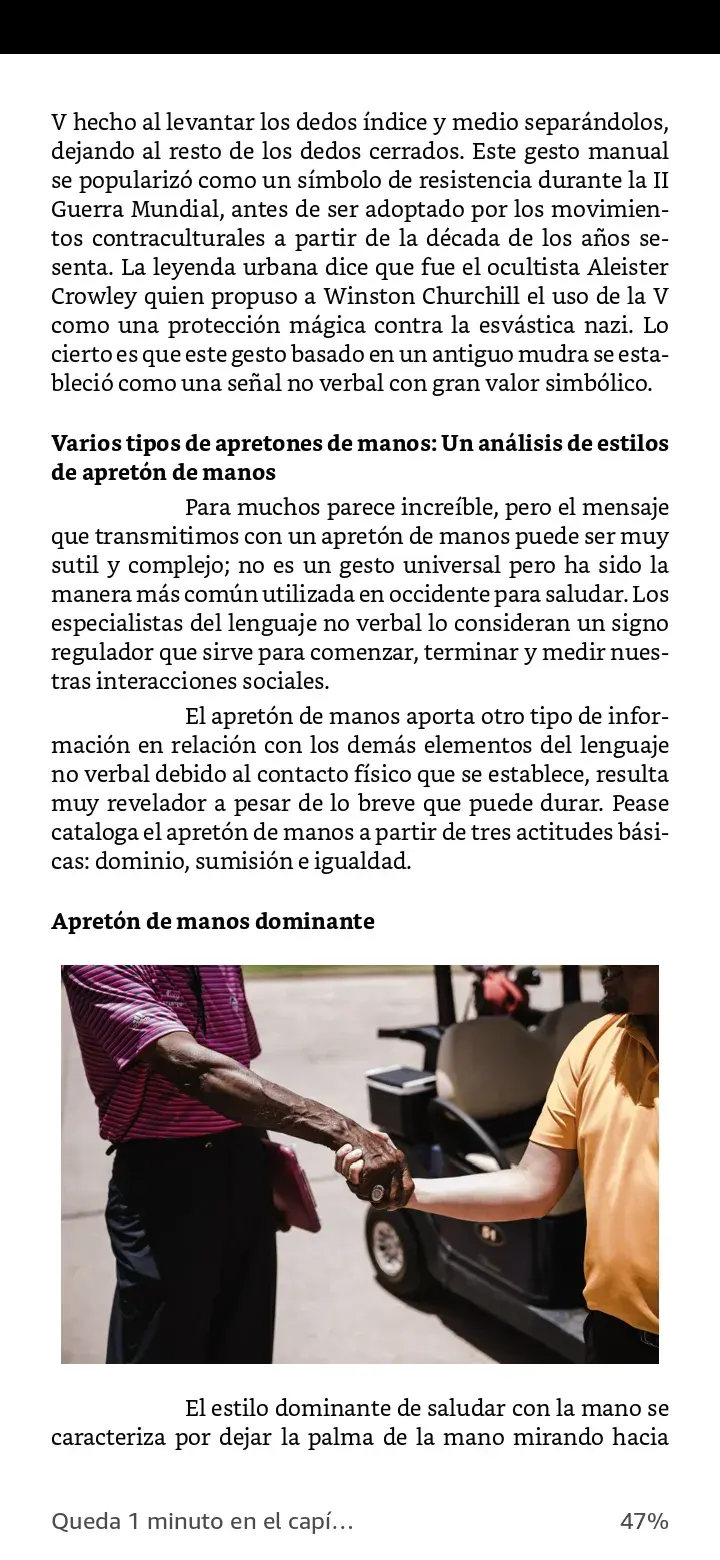 V hecho al levantar los dedos índice y medio separándolos,
dejando al resto de los dedos cerrados. Este gesto manual
se popularizó como un símbolo de resistencia durante la II
Guerra Mundial, antes de ser adoptado por los movimien-
tos contraculturales a partir de la década de los años se-
senta. La leyenda urbana dice que fue el ocultista Aleister
Crowley quien propuso a Winston Churchill el uso de la V
como una protección mágica contra la esvástica nazi. Lo
cierto es que este gesto basado en un antiguo mudra se esta-
bleció como una señal no verbal con gran valor simbólico.
Varios tipos de apretones de manos: Un análisis de estilos
de apretón de manos
Para muchos parece increíble, pero el mensaje
que transmitimos con un apretón de manos puede ser muy
sutil y complejo; no es un gesto universal pero ha sido la
manera más común utilizada en occidente para saludar. Los
especialistas del lenguaje no verbal lo consideran un signo
regulador que sirve para comenzar, terminar y medir nues-
tras interacciones sociales.
El apretón de manos aporta otro tipo de infor-
mación en relación con los demás elementos del lenguaje
no verbal debido al contacto físico que se establece, resulta
muy revelador a pesar de lo breve que puede durar. Pease
cataloga el apretón de manos a partir de tres actitudes bási-
cas: dominio, sumisión e igualdad.
Apretón de manos dominante
El estilo dominante de saludar con la mano se
caracteriza por dejar la palma de la mano mirando hacia
Queda 1 minuto en el capí… 47%